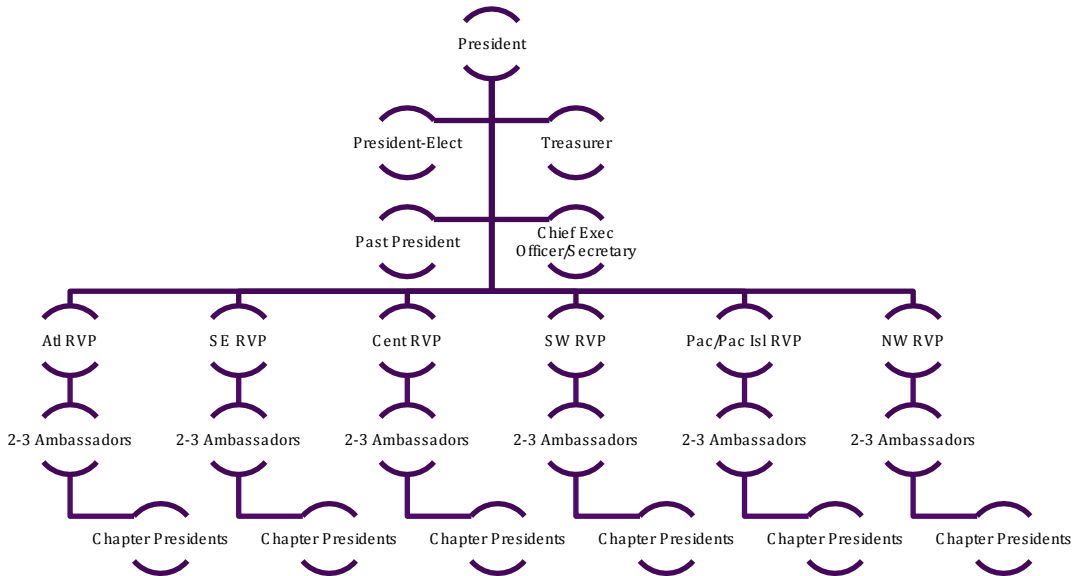 President
President-Elect
Treasurer
Past President
Chief Exec
Officer/Secretary
Atl RVP
SE RVP
Cent RVP
SW RVP
Pac/Pac Isl RVP
NW RVP
2-3 Ambassadors
2-3 Ambassadors
2-3 Ambassadors
2-3 Ambassadors
2-3 Ambassadors
2-3 Ambassadors
Chapter Presidents
Chapter Presidents
Chapter Presidents
Chapter Presidents
Chapter Presidents
Chapter Presidents